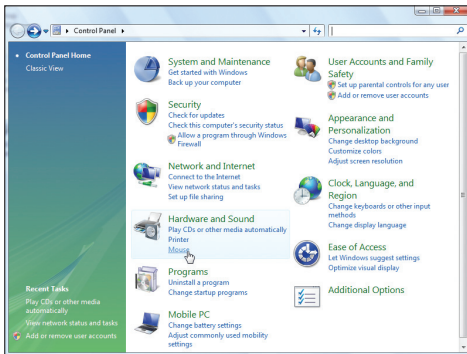 Control Panel
Control Panel Home
Classic View
System and Maintenance
Get started with Windows
Back up your computer
Security
Check for updates
Check this computer's security status
Allow a program through Windows
Firewall
Network and Internet
Connect to the Internet
View network status and tasks
Set up file sharing
Hardware and Sound
Play CDs or other media automatically
Printer
Mouse
Programs
Uninstall a program
Change startup programs
Mobile PC
Change battery settings
Adjust commonly used mobility
settings
User Accounts and Family
Safety
Set up parental controls for any user
Add or remove user accounts
Appearance and
Personalization
Change desktop background
Customize colors
Adjust screen resolution
Clock, Language, and
Region
Change keyboards or other input
methods
Change display language
Ease of Access
Let Windows suggest settings
Optimize visual display
Additional Options
Recent Tasks
Play CDs or other media
automatically
View network status and tasks
Add or remove user accounts